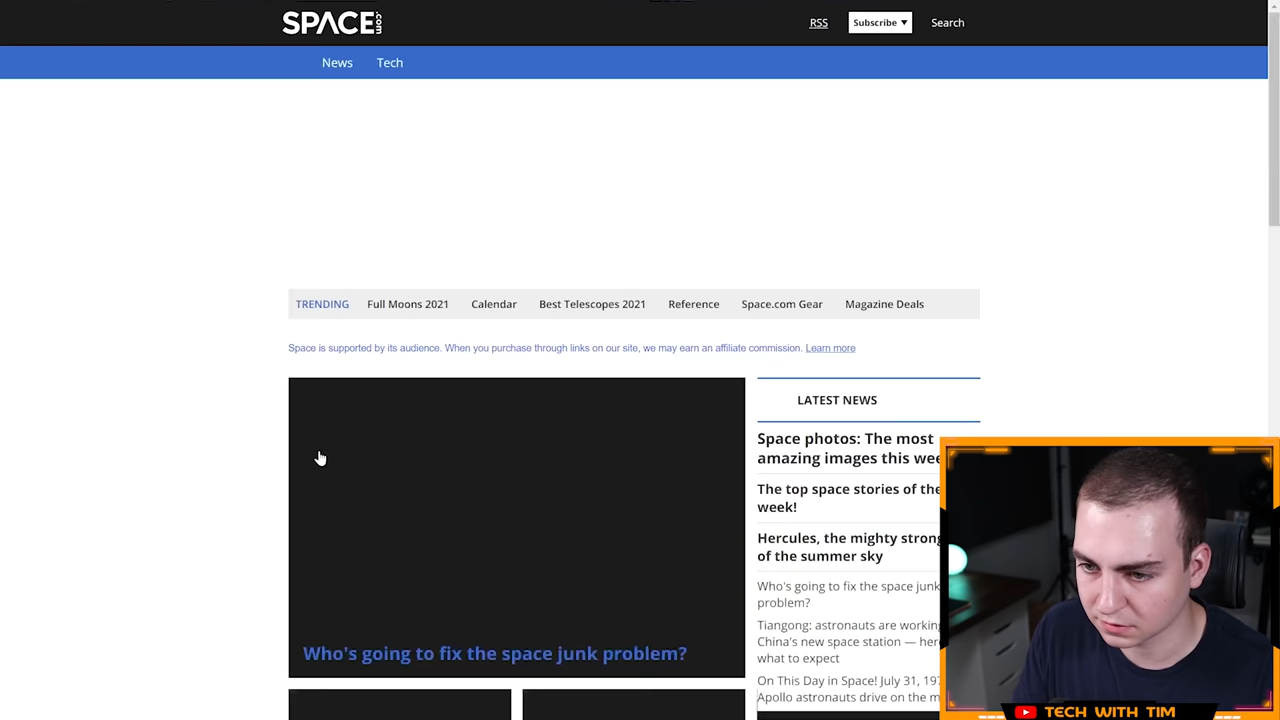 SPACE.com
RSS
Subscribe ▾
Search
News
Tech
TRENDING
Full Moons 2021
Calendar
Best Telescopes 2021
Reference
Space.com Gear
Magazine Deals
Space is supported by its audience. When you purchase through links on our site, we may earn an affiliate commission. Learn more
Who's going to fix the space junk problem?
LATEST NEWS
Space photos: The most
amazing images this
The top space stories of the
week!
Hercules, the mighty
of the summer sky
Who's going to fix the space junk
problem?
Tiangong: astronauts are
China's new space station —
what to expect
On This Day in Space! July 31,
Apollo astronauts drive on the
TECH WITH TIM